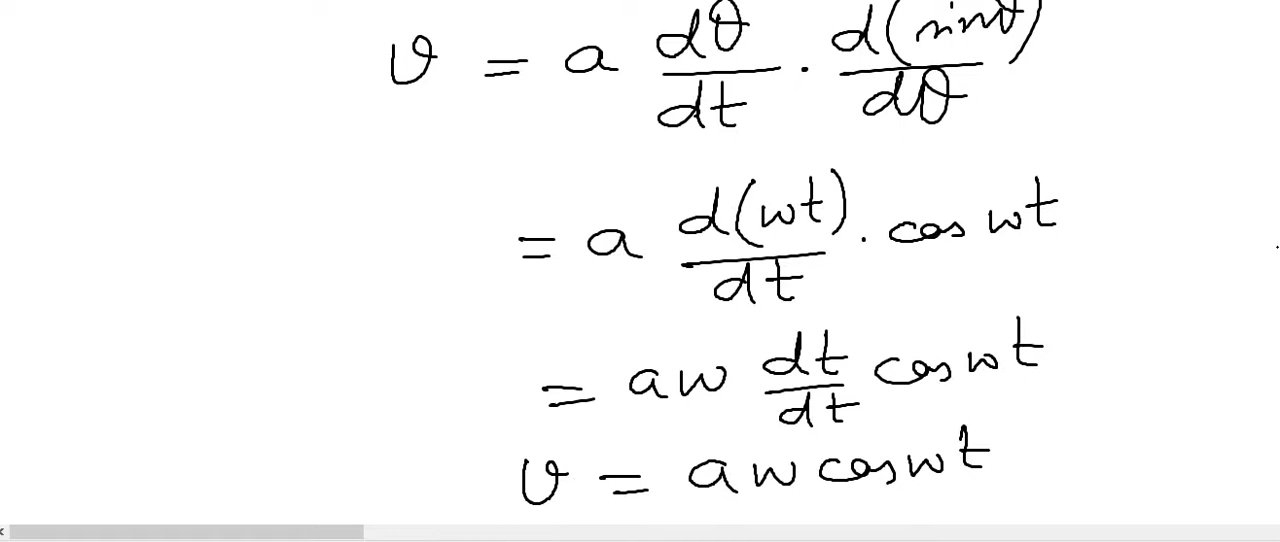 v = a dθ/dt · d(sinθ)/dθ
= a d(ωt)/dt · cos ωt
= aω dt/dt cos ωt
v = aω cos ωt